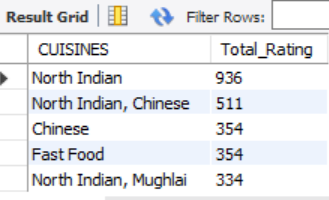 Result Grid Filter Rows:
CUISINES Total_Rating
North Indian 936
North Indian, Chinese 511
Chinese 354
Fast Food 354
North Indian, Mughlai 334